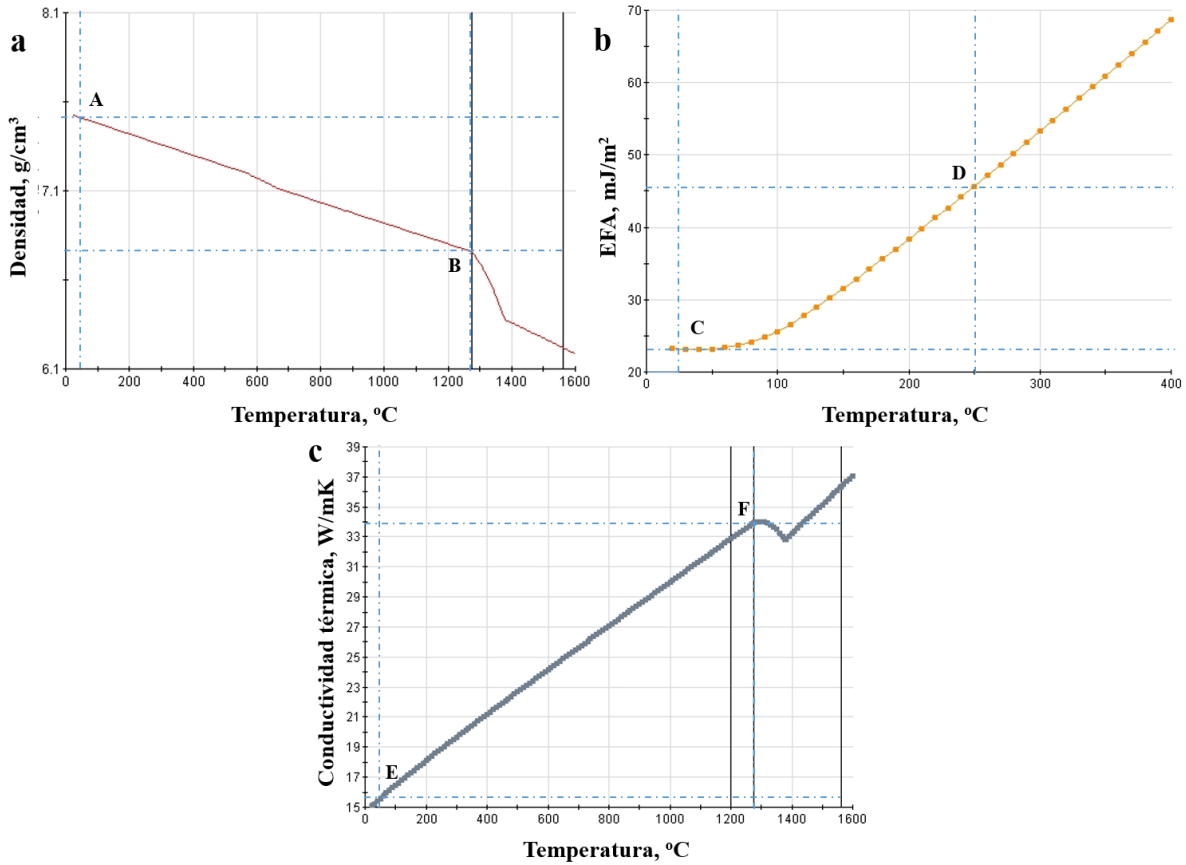 a
8.1
7.1
6.1
Densidad, g/cm³
A
B
0 200 400 600 800 1000 1200 1400 1600
Temperatura, ºC
b
70
60
50
40
30
20
EFA, mJ/m²
C
D
0 100 200 300 400
Temperatura, ºC
c
39
37
35
33
31
29
27
25
23
21
19
17
15
Conductividad térmica, W/mK
E
F
0 200 400 600 800 1000 1200 1400 1600
Temperatura, ºC